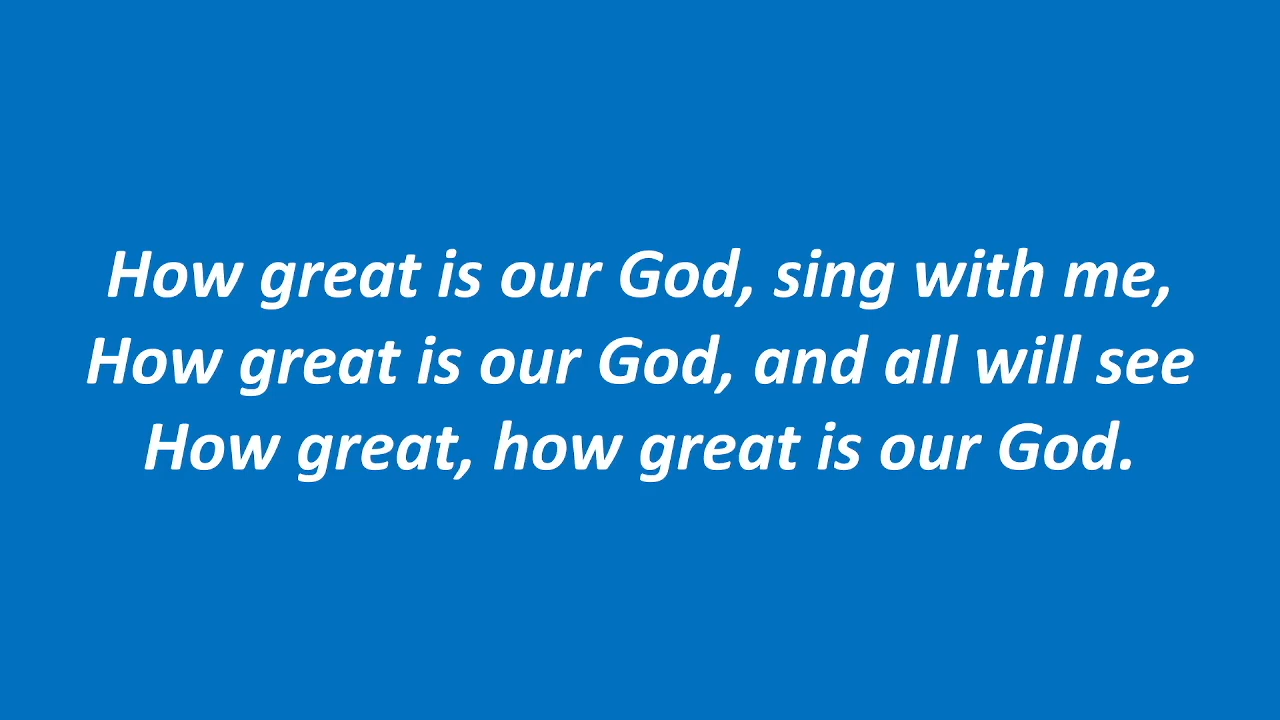 How great is our God, sing with me,
How great is our God, and all will see
How great, how great is our God.